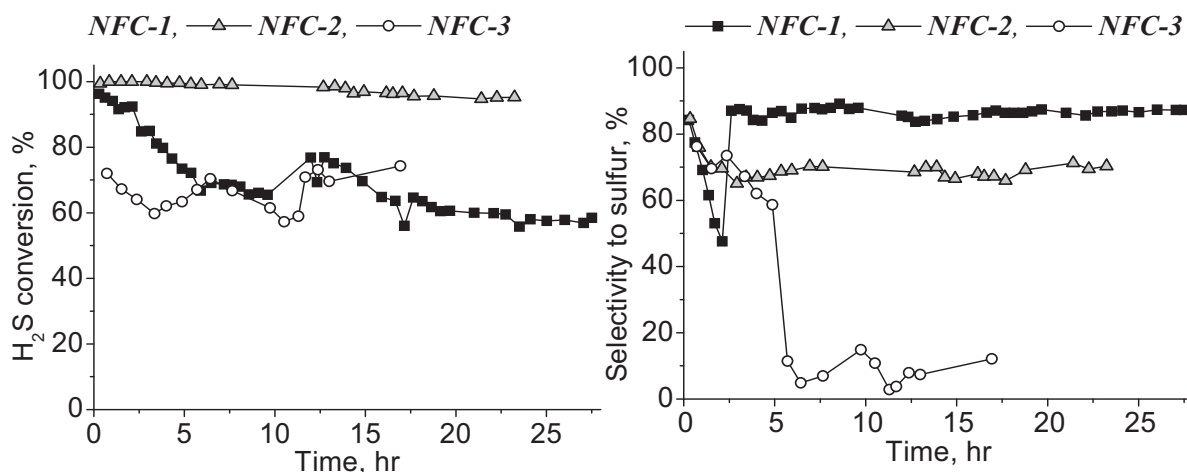 NFC-1, NFC-2, NFC-3
100
80
60
40
20
0
H₂S conversion, %
0 5 10 15 20 25
Time, hr
NFC-1, NFC-2, NFC-3
100
80
60
40
20
0
Selectivity to sulfur, %
0 5 10 15 20 25
Time, hr